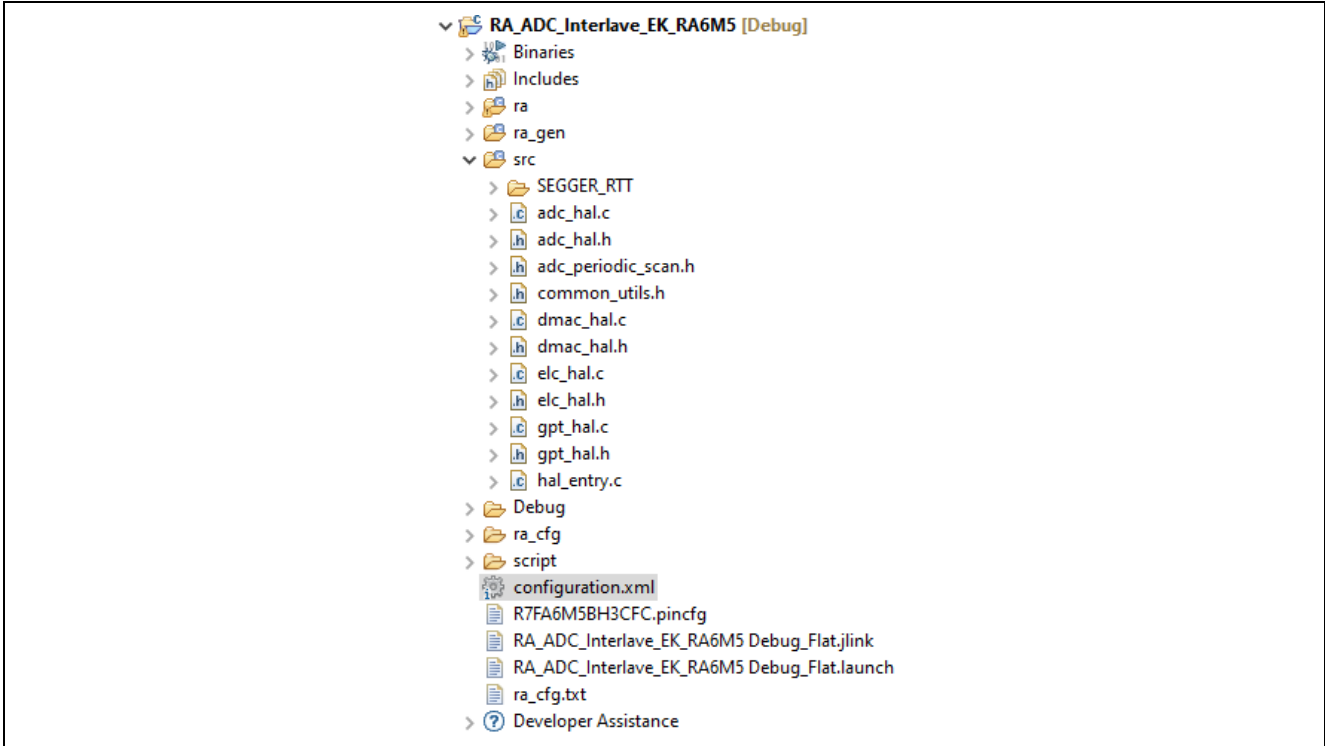 RA_ADC_Interlave_EK_RA6M5 [Debug]
Binaries
Includes
ra
ra_gen
src
SEGGER_RTT
adc_hal.c
adc_hal.h
adc_periodic_scan.h
common_utils.h
dmac_hal.c
dmac_hal.h
elc_hal.c
elc_hal.h
gpt_hal.c
gpt_hal.h
hal_entry.c
Debug
ra_cfg
script
configuration.xml
R7FA6M5BH3CFC.pincfg
RA_ADC_Interlave_EK_RA6M5 Debug_Flat.jlink
RA_ADC_Interlave_EK_RA6M5 Debug_Flat.launch
ra_cfg.txt
Developer Assistance